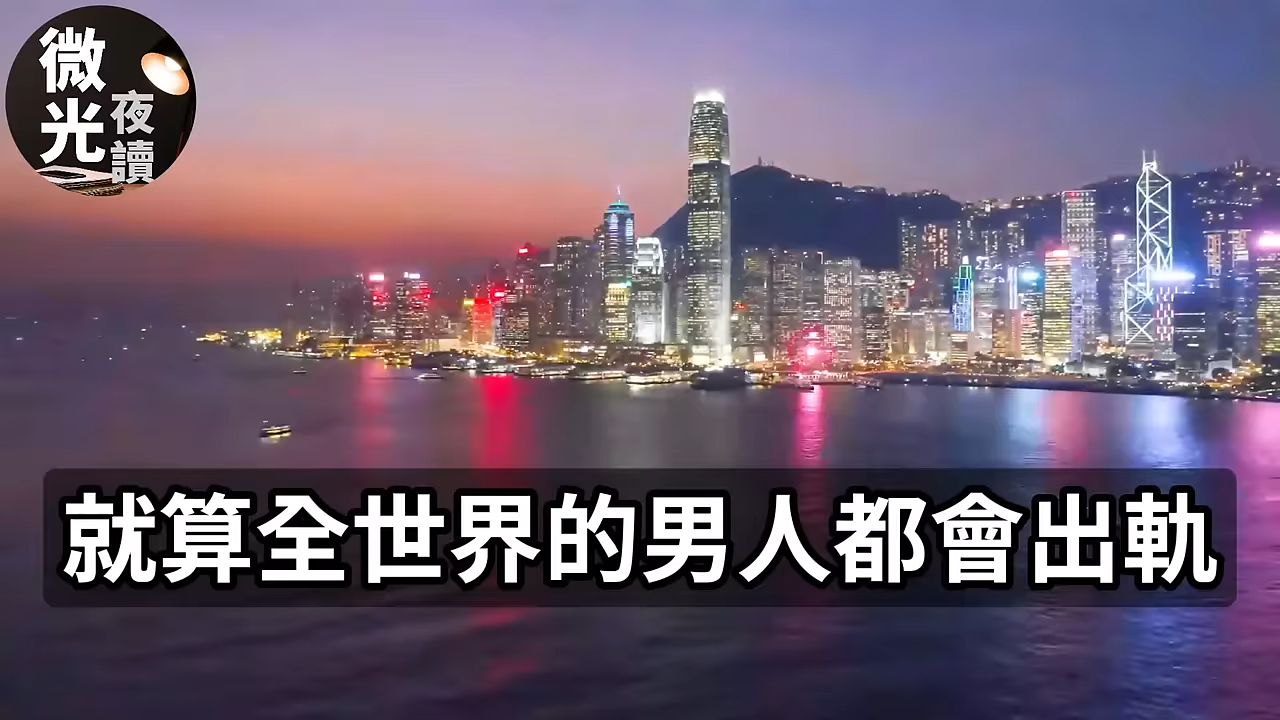 微光
夜讀
就算全世界的男人都會出軌